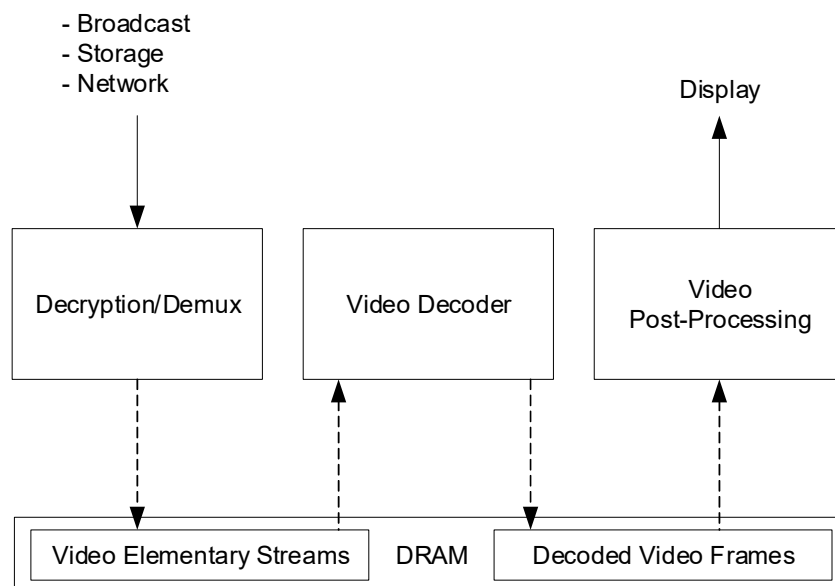 - Broadcast
- Storage
- Network
Display
Decryption/Demux
Video Decoder
Video
Post-Processing
Video Elementary Streams
DRAM
Decoded Video Frames